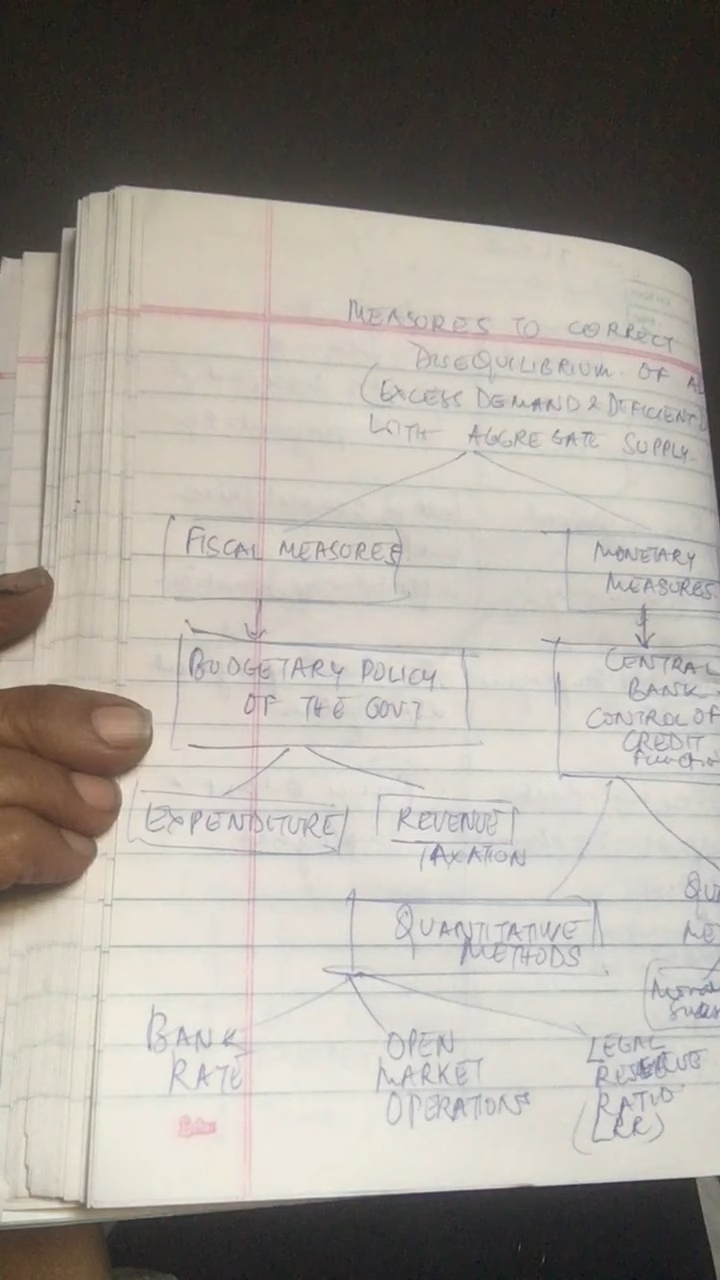 MEASURES TO CORRECT
DISEQUILIBRIUM OF
(EXCESS DEMAND & DEFICIENT
WITH AGGREGATE SUPPLY.
FISCAL MEASURES
MONETARY
MEASURES
BUDGETARY POLICY
OF THE GOVT
CENTRAL
BANK
CONTROL OF
CREDIT
EXPENDITURE
REVENUE
TAXATION
QUANTITATIVE
METHODS
BANK
RATE
OPEN
MARKET
OPERATIONS
LEGAL
RESERVE
RATIO
(LRR)